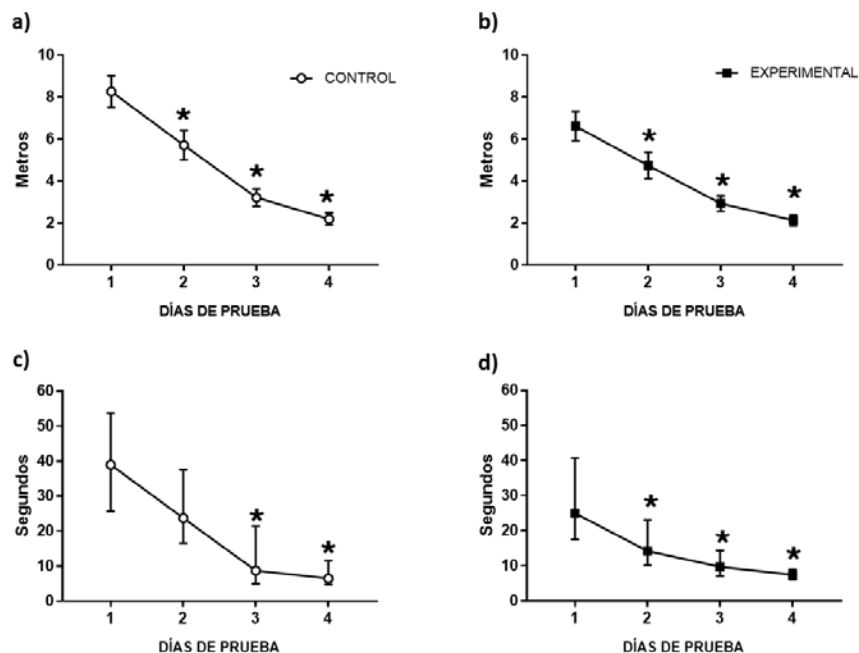 a)
10
8
6
4
2
0
Metros
CONTROL
*
*
*
1 2 3 4
DÍAS DE PRUEBA
b)
10
8
6
4
2
0
Metros
EXPERIMENTAL
*
*
*
1 2 3 4
DÍAS DE PRUEBA
c)
60
50
40
30
20
10
0
Segundos
*
*
1 2 3 4
DÍAS DE PRUEBA
d)
60
50
40
30
20
10
0
Segundos
*
*
*
1 2 3 4
DÍAS DE PRUEBA